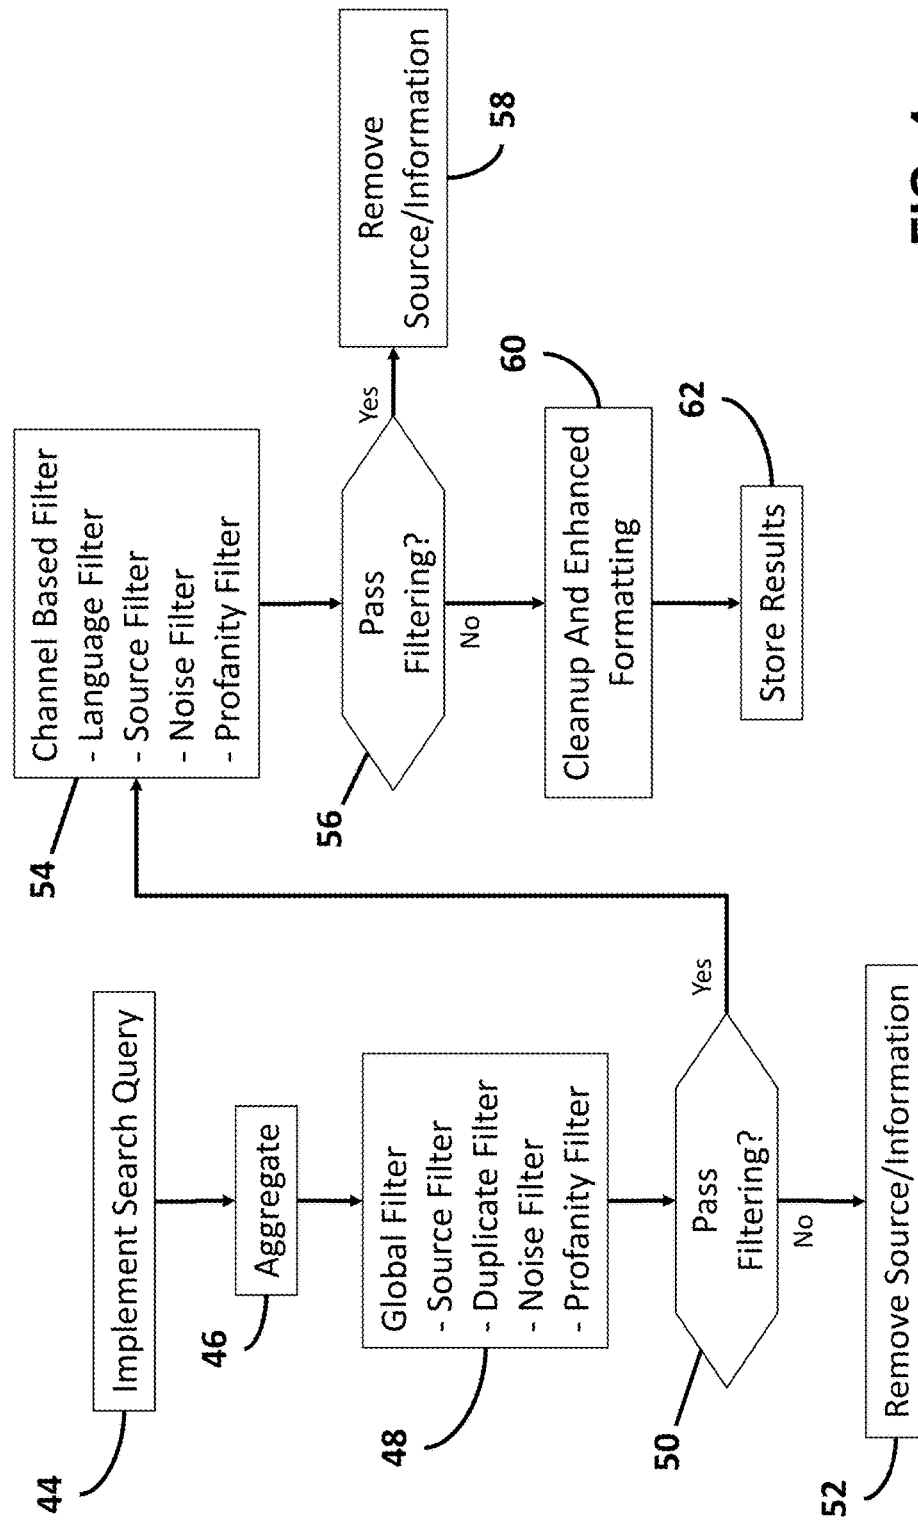 44
Implement Search Query
46
Aggregate
48
Global Filter
- Source Filter
- Duplicate Filter
- Noise Filter
- Profanity Filter
50
Pass
Filtering?
Yes
No
52
Remove Source/Information
54
Channel Based Filter
- Language Filter
- Source Filter
- Noise Filter
- Profanity Filter
56
Pass
Filtering?
Yes
No
Remove
Source/Information
58
60
Cleanup And Enhanced
Formatting
62
Store Results